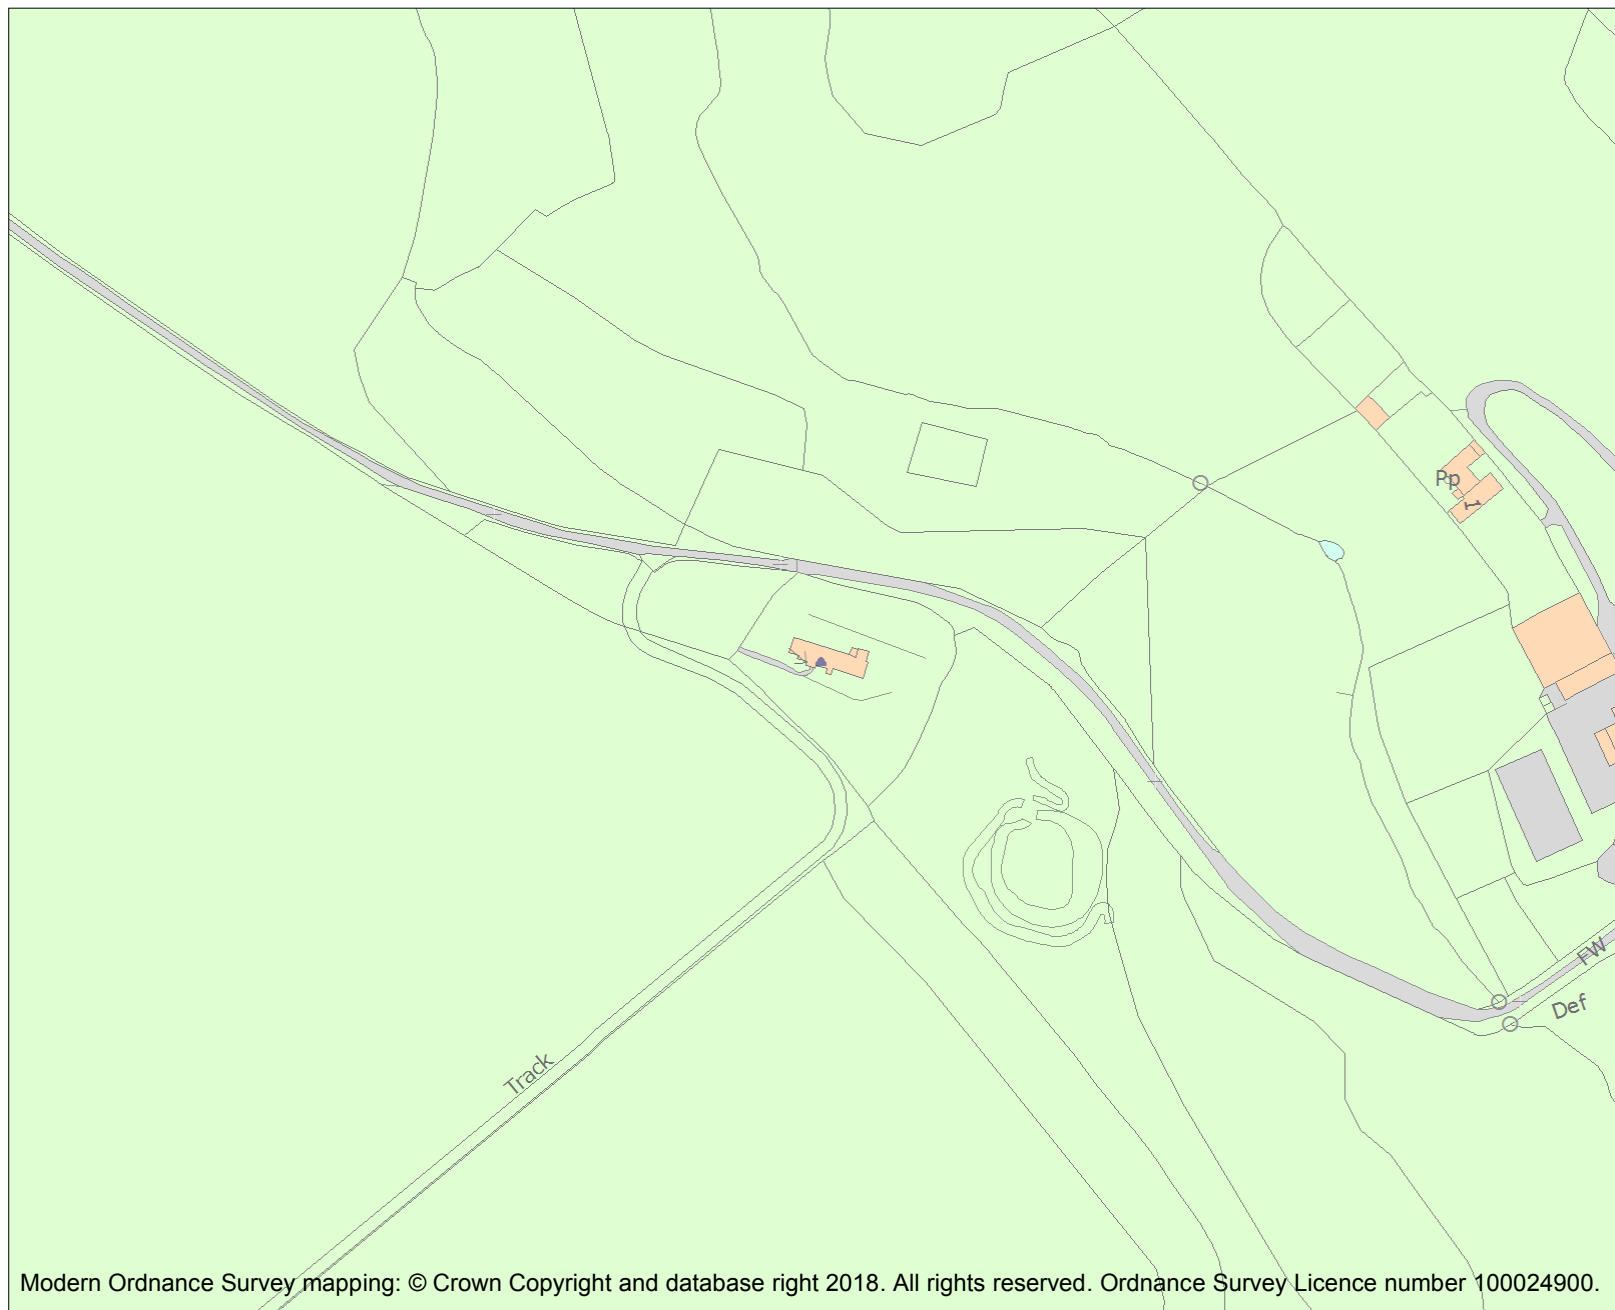 Pp
1
FW
Def
Track
Modern Ordnance Survey mapping: © Crown Copyright and database right 2018. All rights reserved. Ordnance Survey Licence number 100024900.